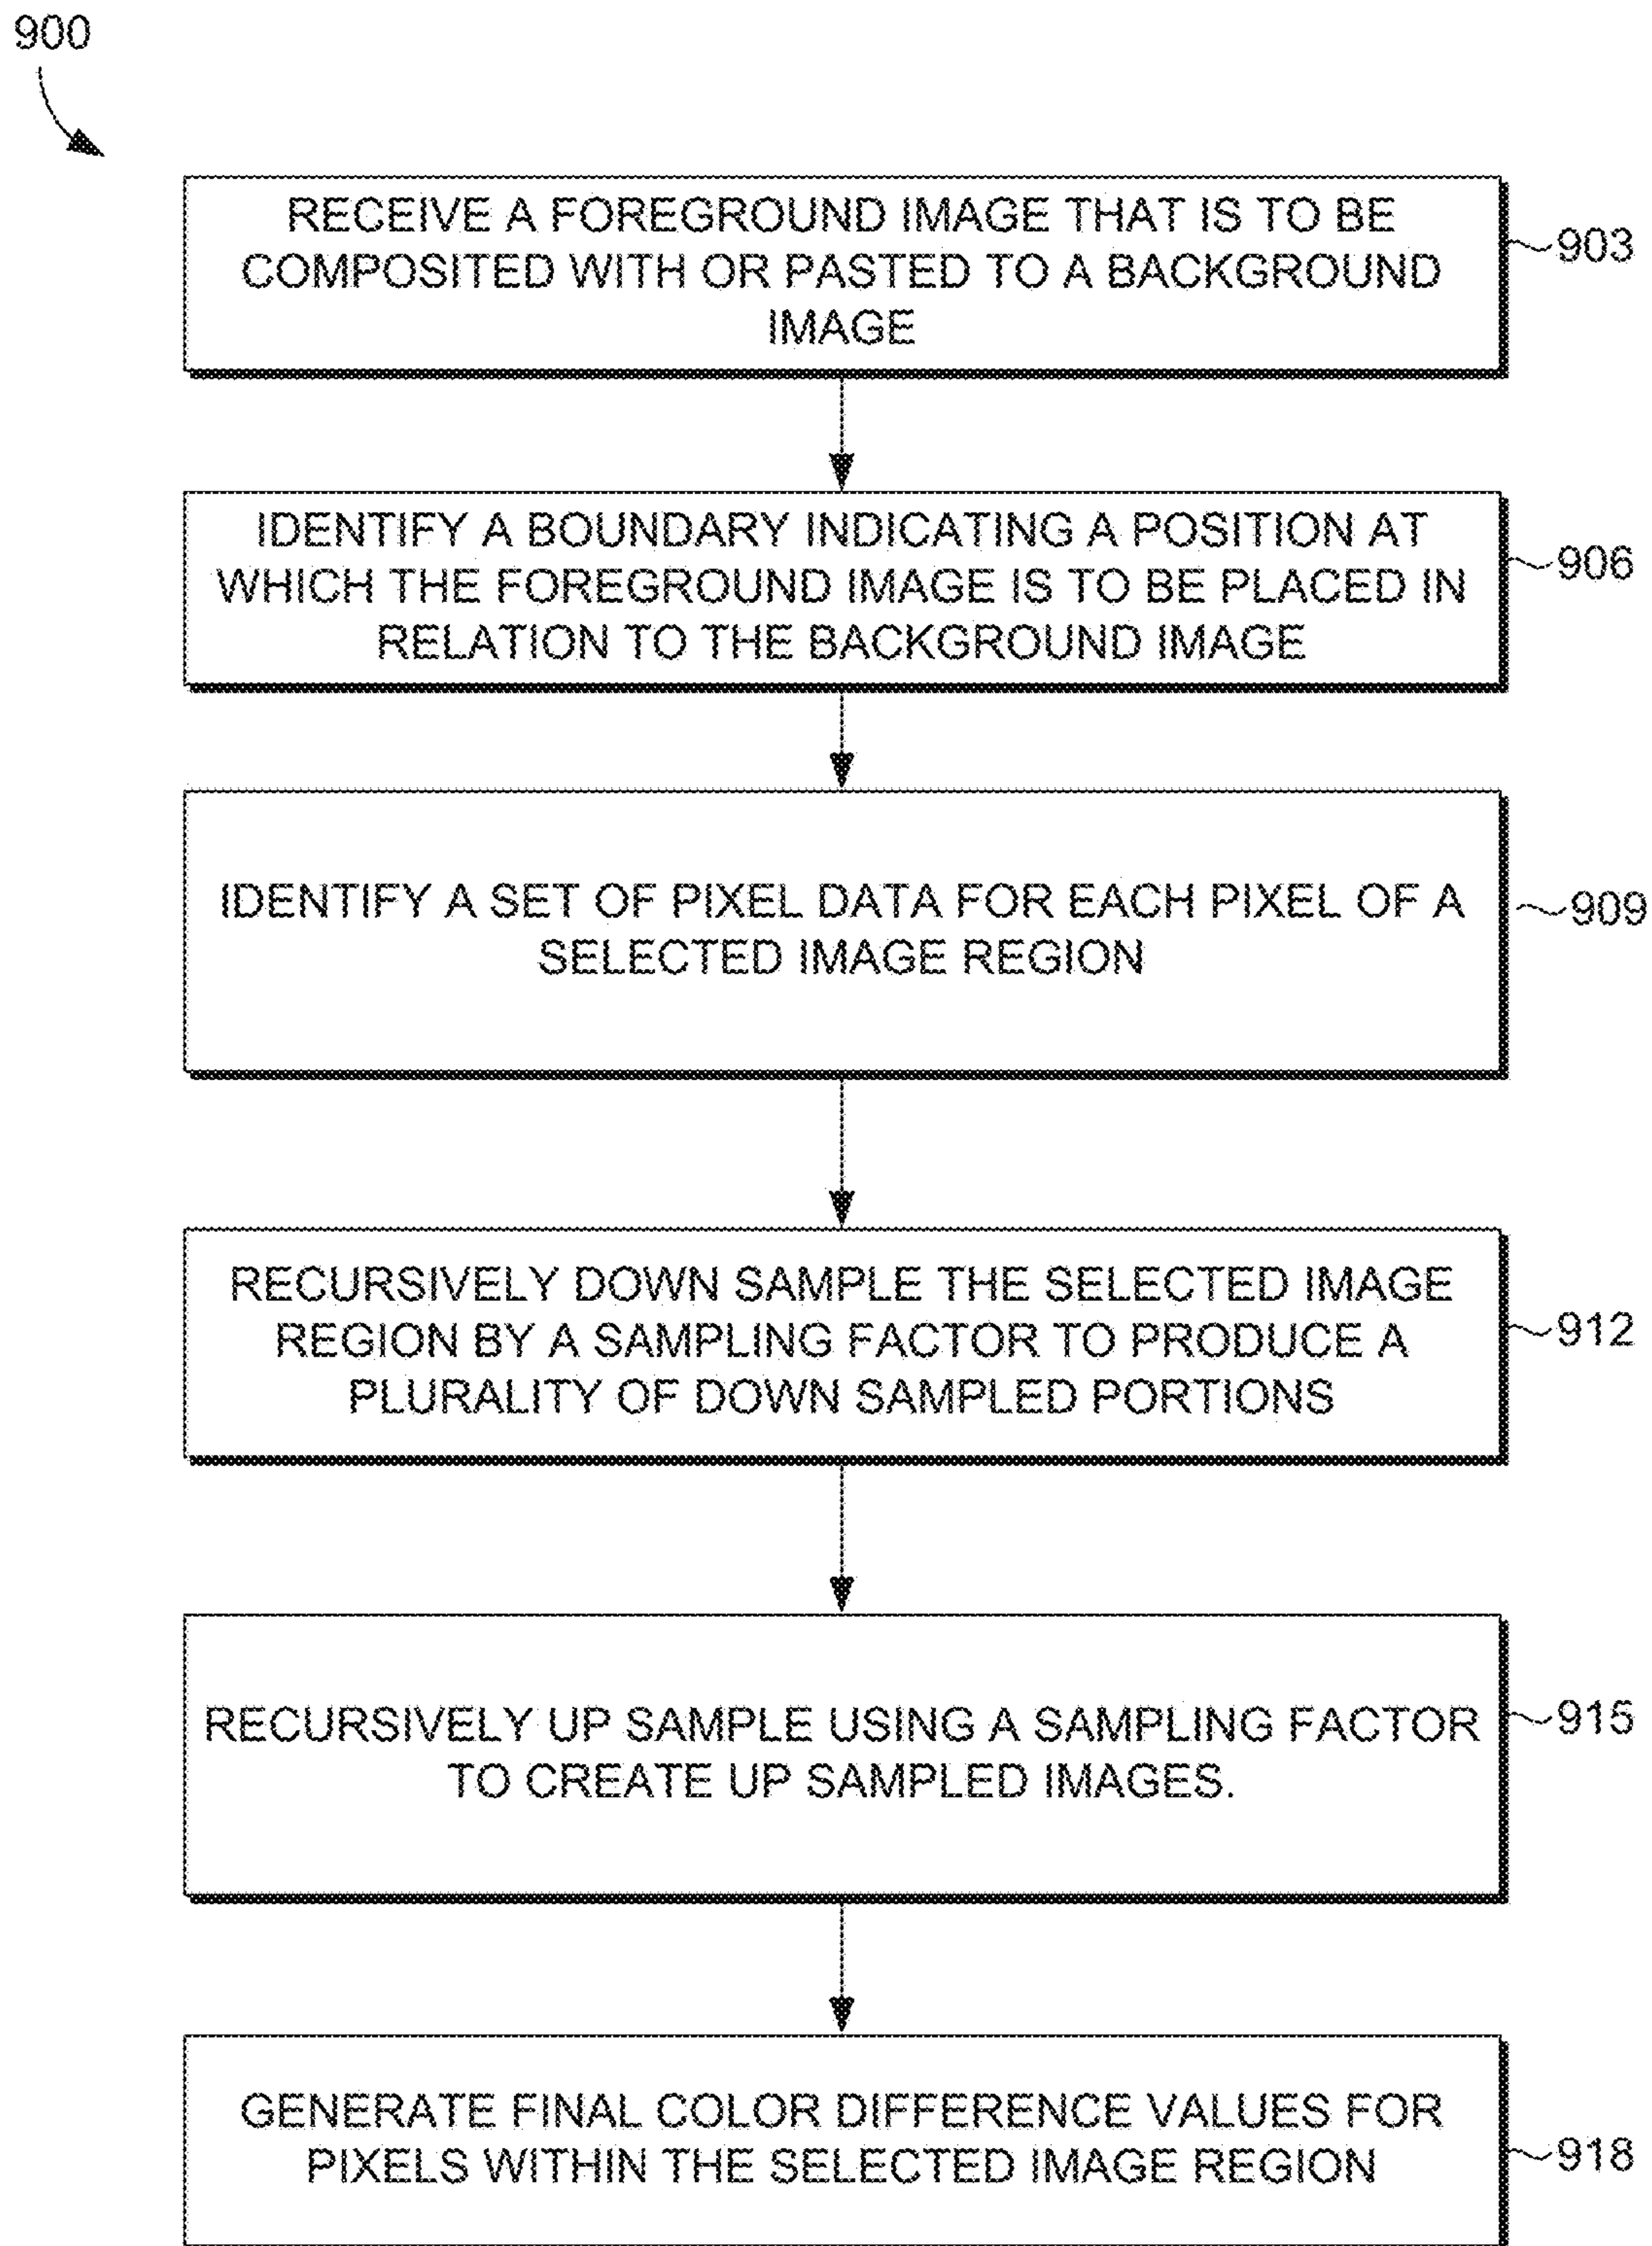 900
RECEIVE A FOREGROUND IMAGE THAT IS TO BE
COMPOSITED WITH OR PASTED TO A BACKGROUND
IMAGE
903
IDENTIFY A BOUNDARY INDICATING A POSITION AT
WHICH THE FOREGROUND IMAGE IS TO BE PLACED IN
RELATION TO THE BACKGROUND IMAGE
906
IDENTIFY A SET OF PIXEL DATA FOR EACH PIXEL OF A
SELECTED IMAGE REGION
909
RECURSIVELY DOWN SAMPLE THE SELECTED IMAGE
REGION BY A SAMPLING FACTOR TO PRODUCE A
PLURALITY OF DOWN SAMPLED PORTIONS
912
RECURSIVELY UP SAMPLE USING A SAMPLING FACTOR
TO CREATE UP SAMPLED IMAGES.
915
GENERATE FINAL COLOR DIFFERENCE VALUES FOR
PIXELS WITHIN THE SELECTED IMAGE REGION
918